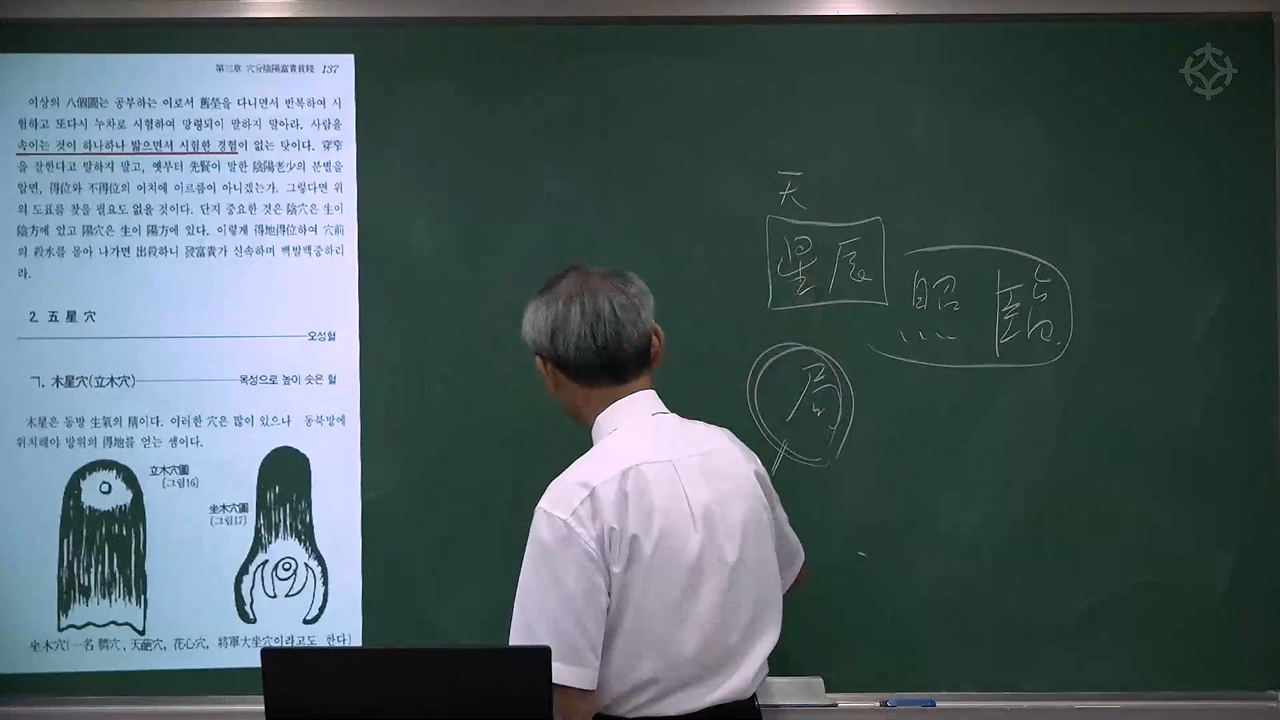 第三章 穴分陰陽富貴貧賤 137
이상의 八個圖는 공부하는 이로서 舊塋을 다니면서 반복하여 시
험하고 또다시 누차로 시험하여 망령되이 말하지 말아라. 사람을
속이는 것이 하나하나 밟으면서 시험한 경험이 없는 탓이다. 穿窄
을 잘한다고 말하지 말고, 옛부터 先賢이 말한 陰陽老少의 분별을
알면, 得位와 不得位의 이치에 이르름이 아니겠는가. 그렇다면 위
의 도표를 찾을 필요도 없을 것이다. 단지 중요한 것은 陰穴은 生이
陰方에 있고 陽穴은 生이 陽方에 있다. 이렇게 得地得位하여 穴前
의 殺水를 몰아 나가면 出殺하니 發富貴가 신속하며 백발백중하리
라.
2. 五星穴
오성혈
ㄱ. 木星穴(立木穴)
목성으로 높이 솟은 혈
木星은 동방 生氣의 精이다. 이러한 穴은 많이 있으나 동북방에
위치해야 방위의 得地를 얻는 셈이다.
立木穴圖
(그림16)
坐木穴圖
(그림17)
坐木穴(一名 臍穴, 天葩穴, 花心穴, 將軍大坐穴이라고도 한다)
天
星辰
照臨
局